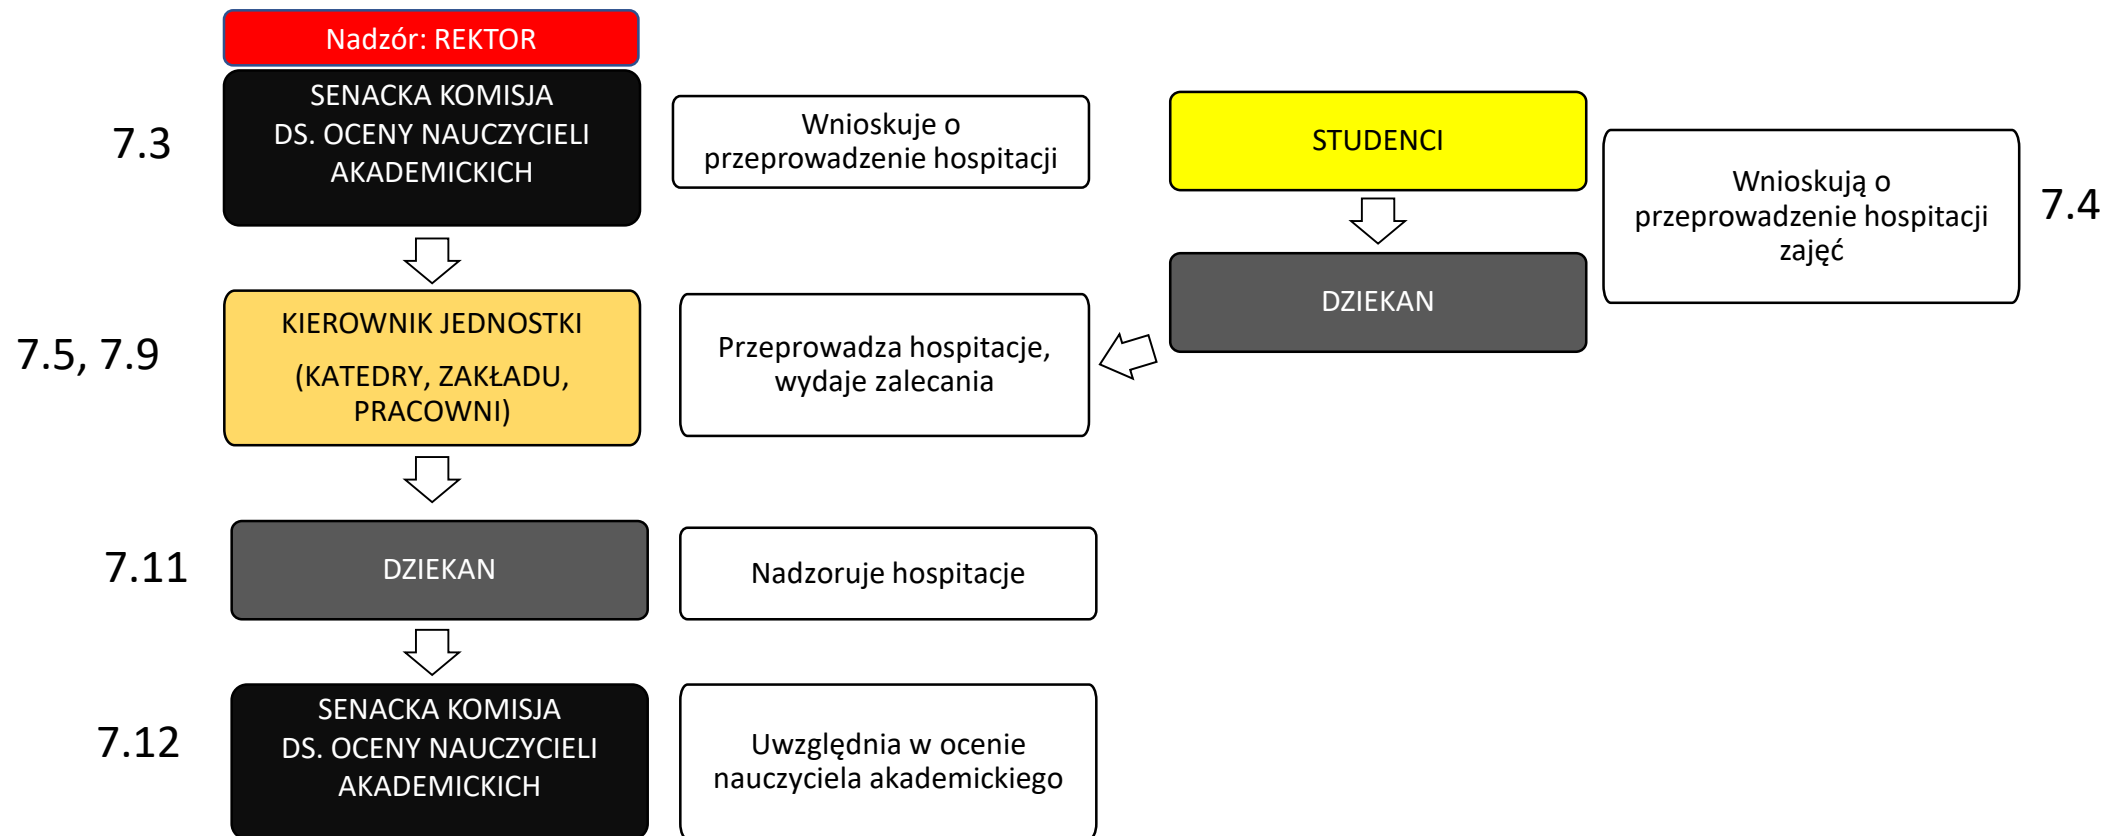 Nadzór: REKTOR
7.3
SENACKA KOMISJA
DS. OCENY NAUCZYCIELI
AKADEMICKICH
Wnioskuje o
przeprowadzenie hospitacji
STUDENCI
Wnioskują o
przeprowadzenie hospitacji
zajęć
7.4
DZIEKAN
7.5, 7.9
KIEROWNIK JEDNOSTKI
(KATEDRY, ZAKŁADU,
PRACOWNI)
Przeprowadza hospitacje,
wydaje zalecania
7.11
DZIEKAN
Nadzoruje hospitacje
7.12
SENACKA KOMISJA
DS. OCENY NAUCZYCIELI
AKADEMICKICH
Uwzględnia w ocenie
nauczyciela akademickiego